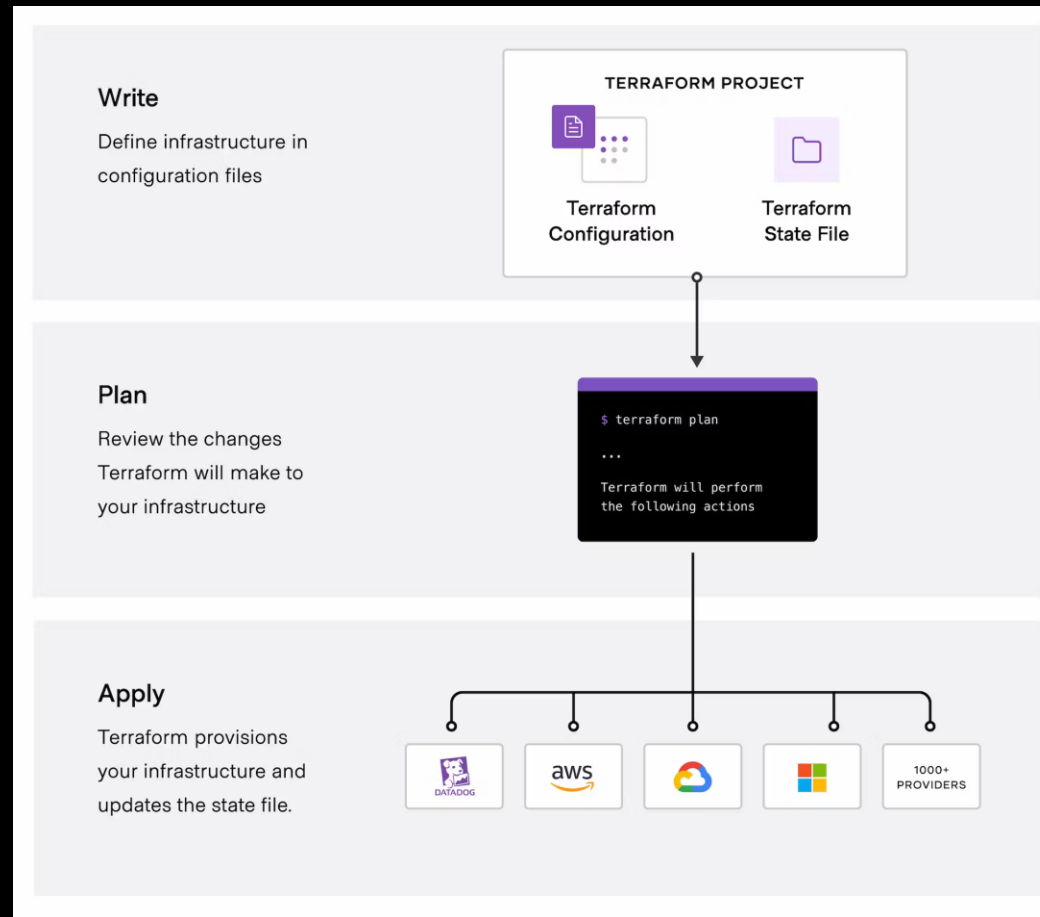 Write
Define infrastructure in
configuration files
TERRAFORM PROJECT
Terraform
Configuration
Terraform
State File
Plan
Review the changes
Terraform will make to
your infrastructure
$ terraform plan
...
Terraform will perform
the following actions
Apply
Terraform provisions
your infrastructure and
updates the state file.
DATADOG
aws
1000+
PROVIDERS